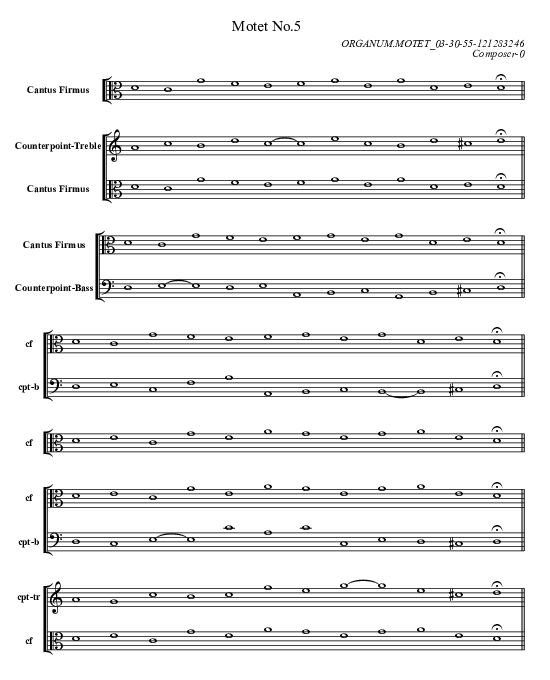 Motet No.5
ORGANUM.MOTET_03-30-55-121283246
Composer-0
Cantus Firmus
Counterpoint-Treble
Cantus Firmus
Cantus Firmus
Counterpoint-Bass
cf
cpt-b
cf
cf
cpt-b
cpt-tr
cf